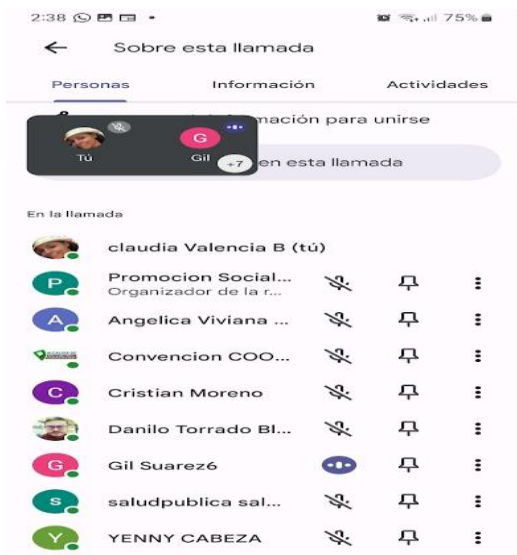 2:38 75%
Sobre esta llamada
Personas Información Actividades
mación para unirse
Tú Gil +7
en esta llamada
En la llamada
claudia Valencia B (tú)
P Promocion Social...
Organizador de la r...
A Angelica Viviana ...
Convencion COO...
C Cristian Moreno
Danilo Torrado Bl...
G Gil Suarez6
s saludpublica sal...
Y YENNY CABEZA